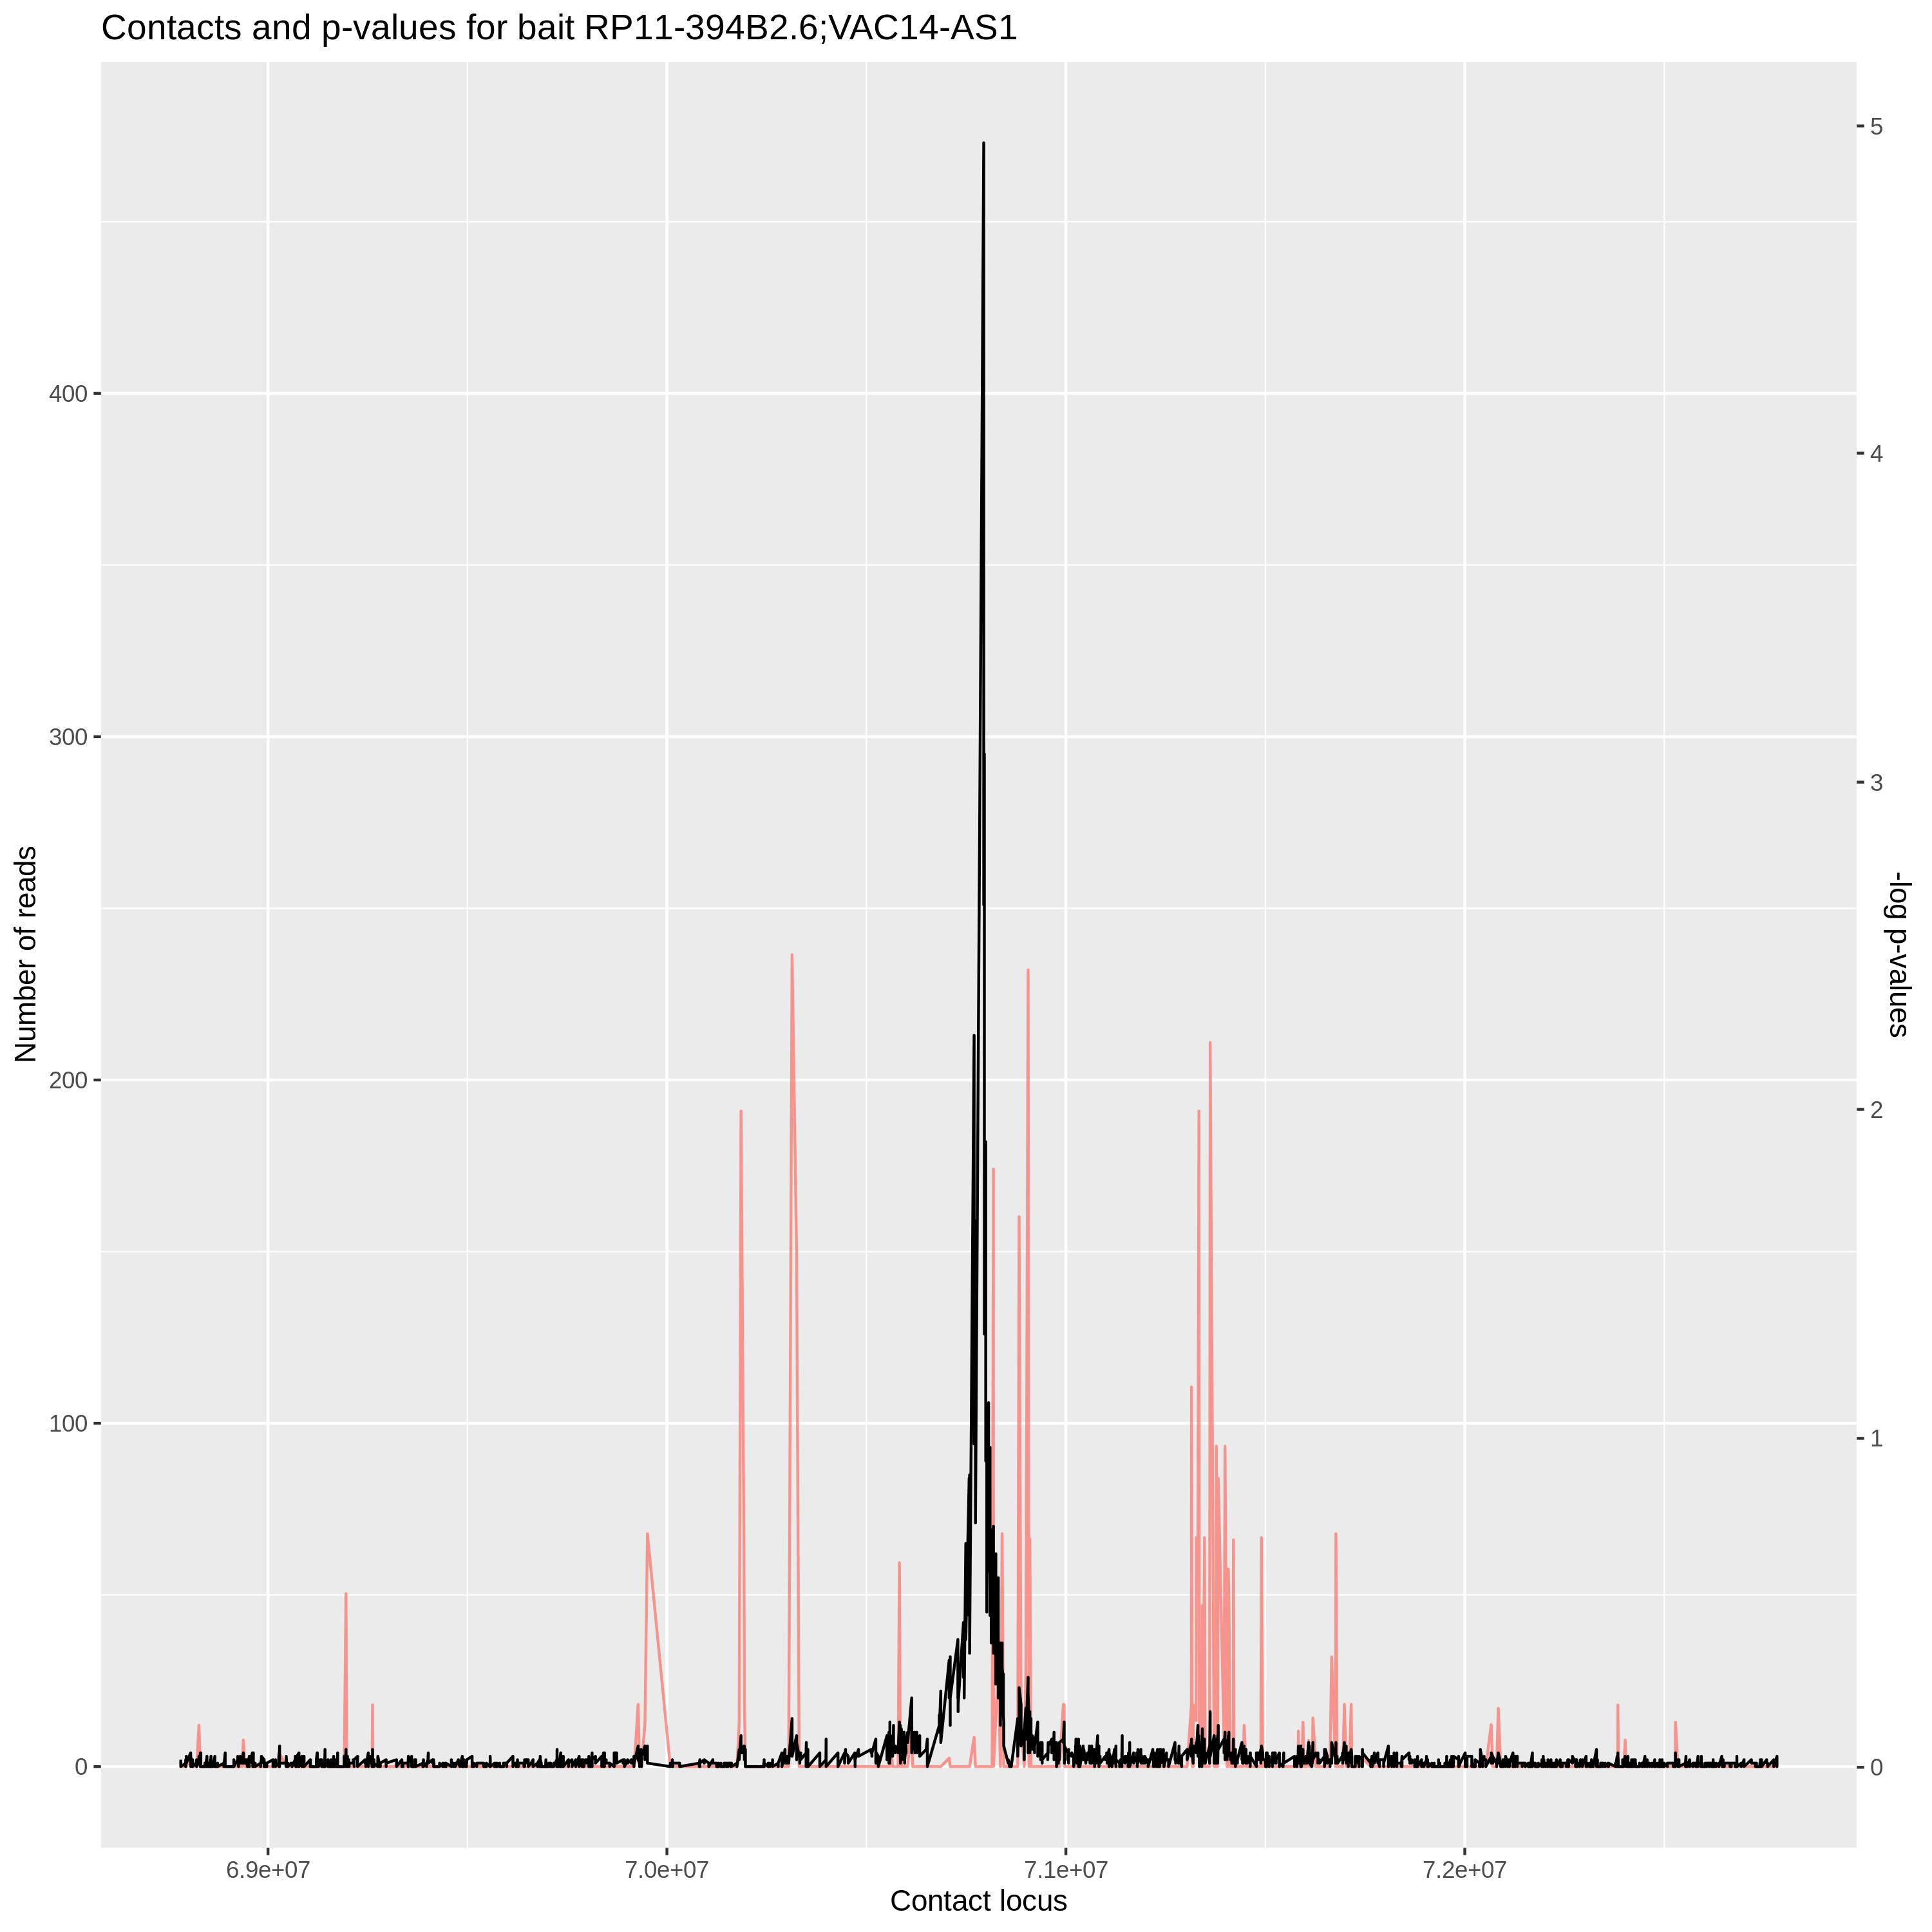 Contacts and p-values for bait RP11-394B2.6;VAC14-AS1
Number of reads
400
300
200
100
0
5
4
3
2
1
0
-log p-values
6.9e+07
7.0e+07
7.1e+07
7.2e+07
Contact locus